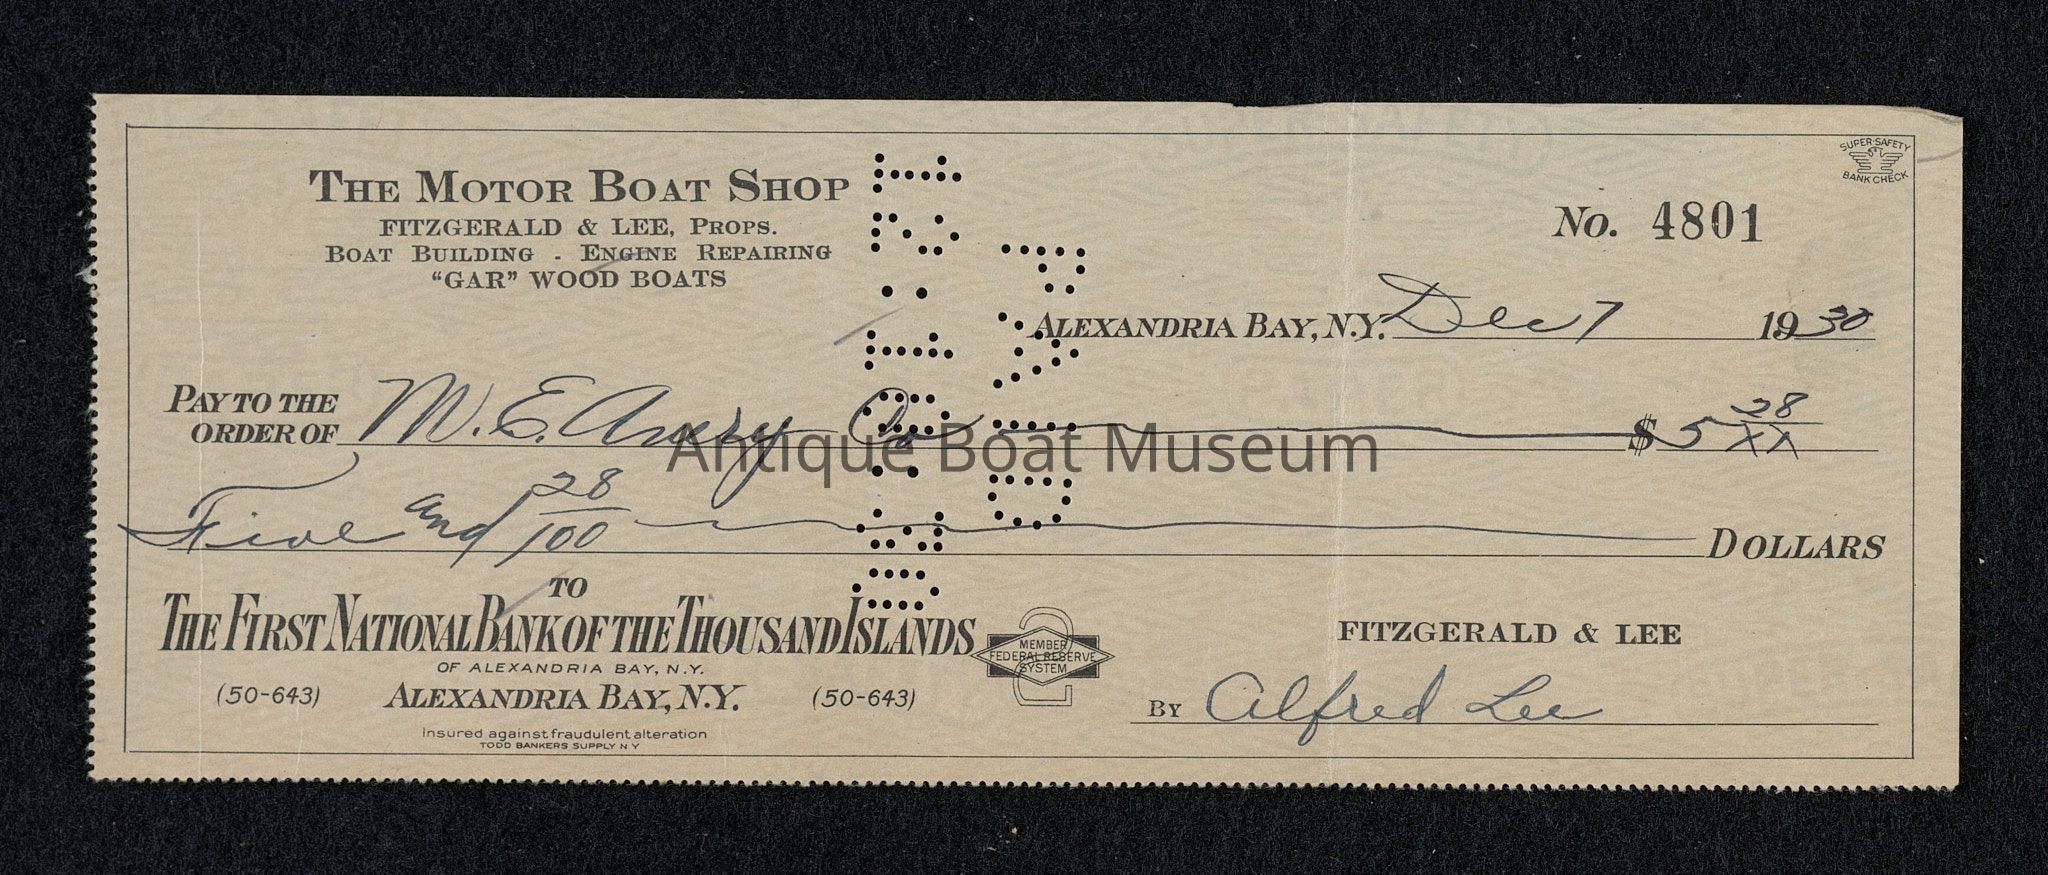 THE MOTOR BOAT SHOP
FITZGERALD & LEE, PROPS.
BOAT BUILDING - ENGINE REPAIRING
"GAR" WOOD BOATS
SUPER-SAFETY
BANK CHECK
No. 4801
ALEXANDRIA BAY, N.Y. Dec 7 1930
PAY TO THE
ORDER OF M. E. Avery Co $ 5 28/XX
Antique Boat Museum
Five and 28/100 DOLLARS
TO
THE FIRST NATIONAL BANK OF THE THOUSAND ISLANDS
OF ALEXANDRIA BAY, N.Y.
(50-643) ALEXANDRIA BAY, N.Y. (50-643)
Insured against fraudulent alteration
TODD BANKERS SUPPLY N Y
2
MEMBER
FEDERAL RESERVE
SYSTEM
FITZGERALD & LEE
BY Alfred Lee